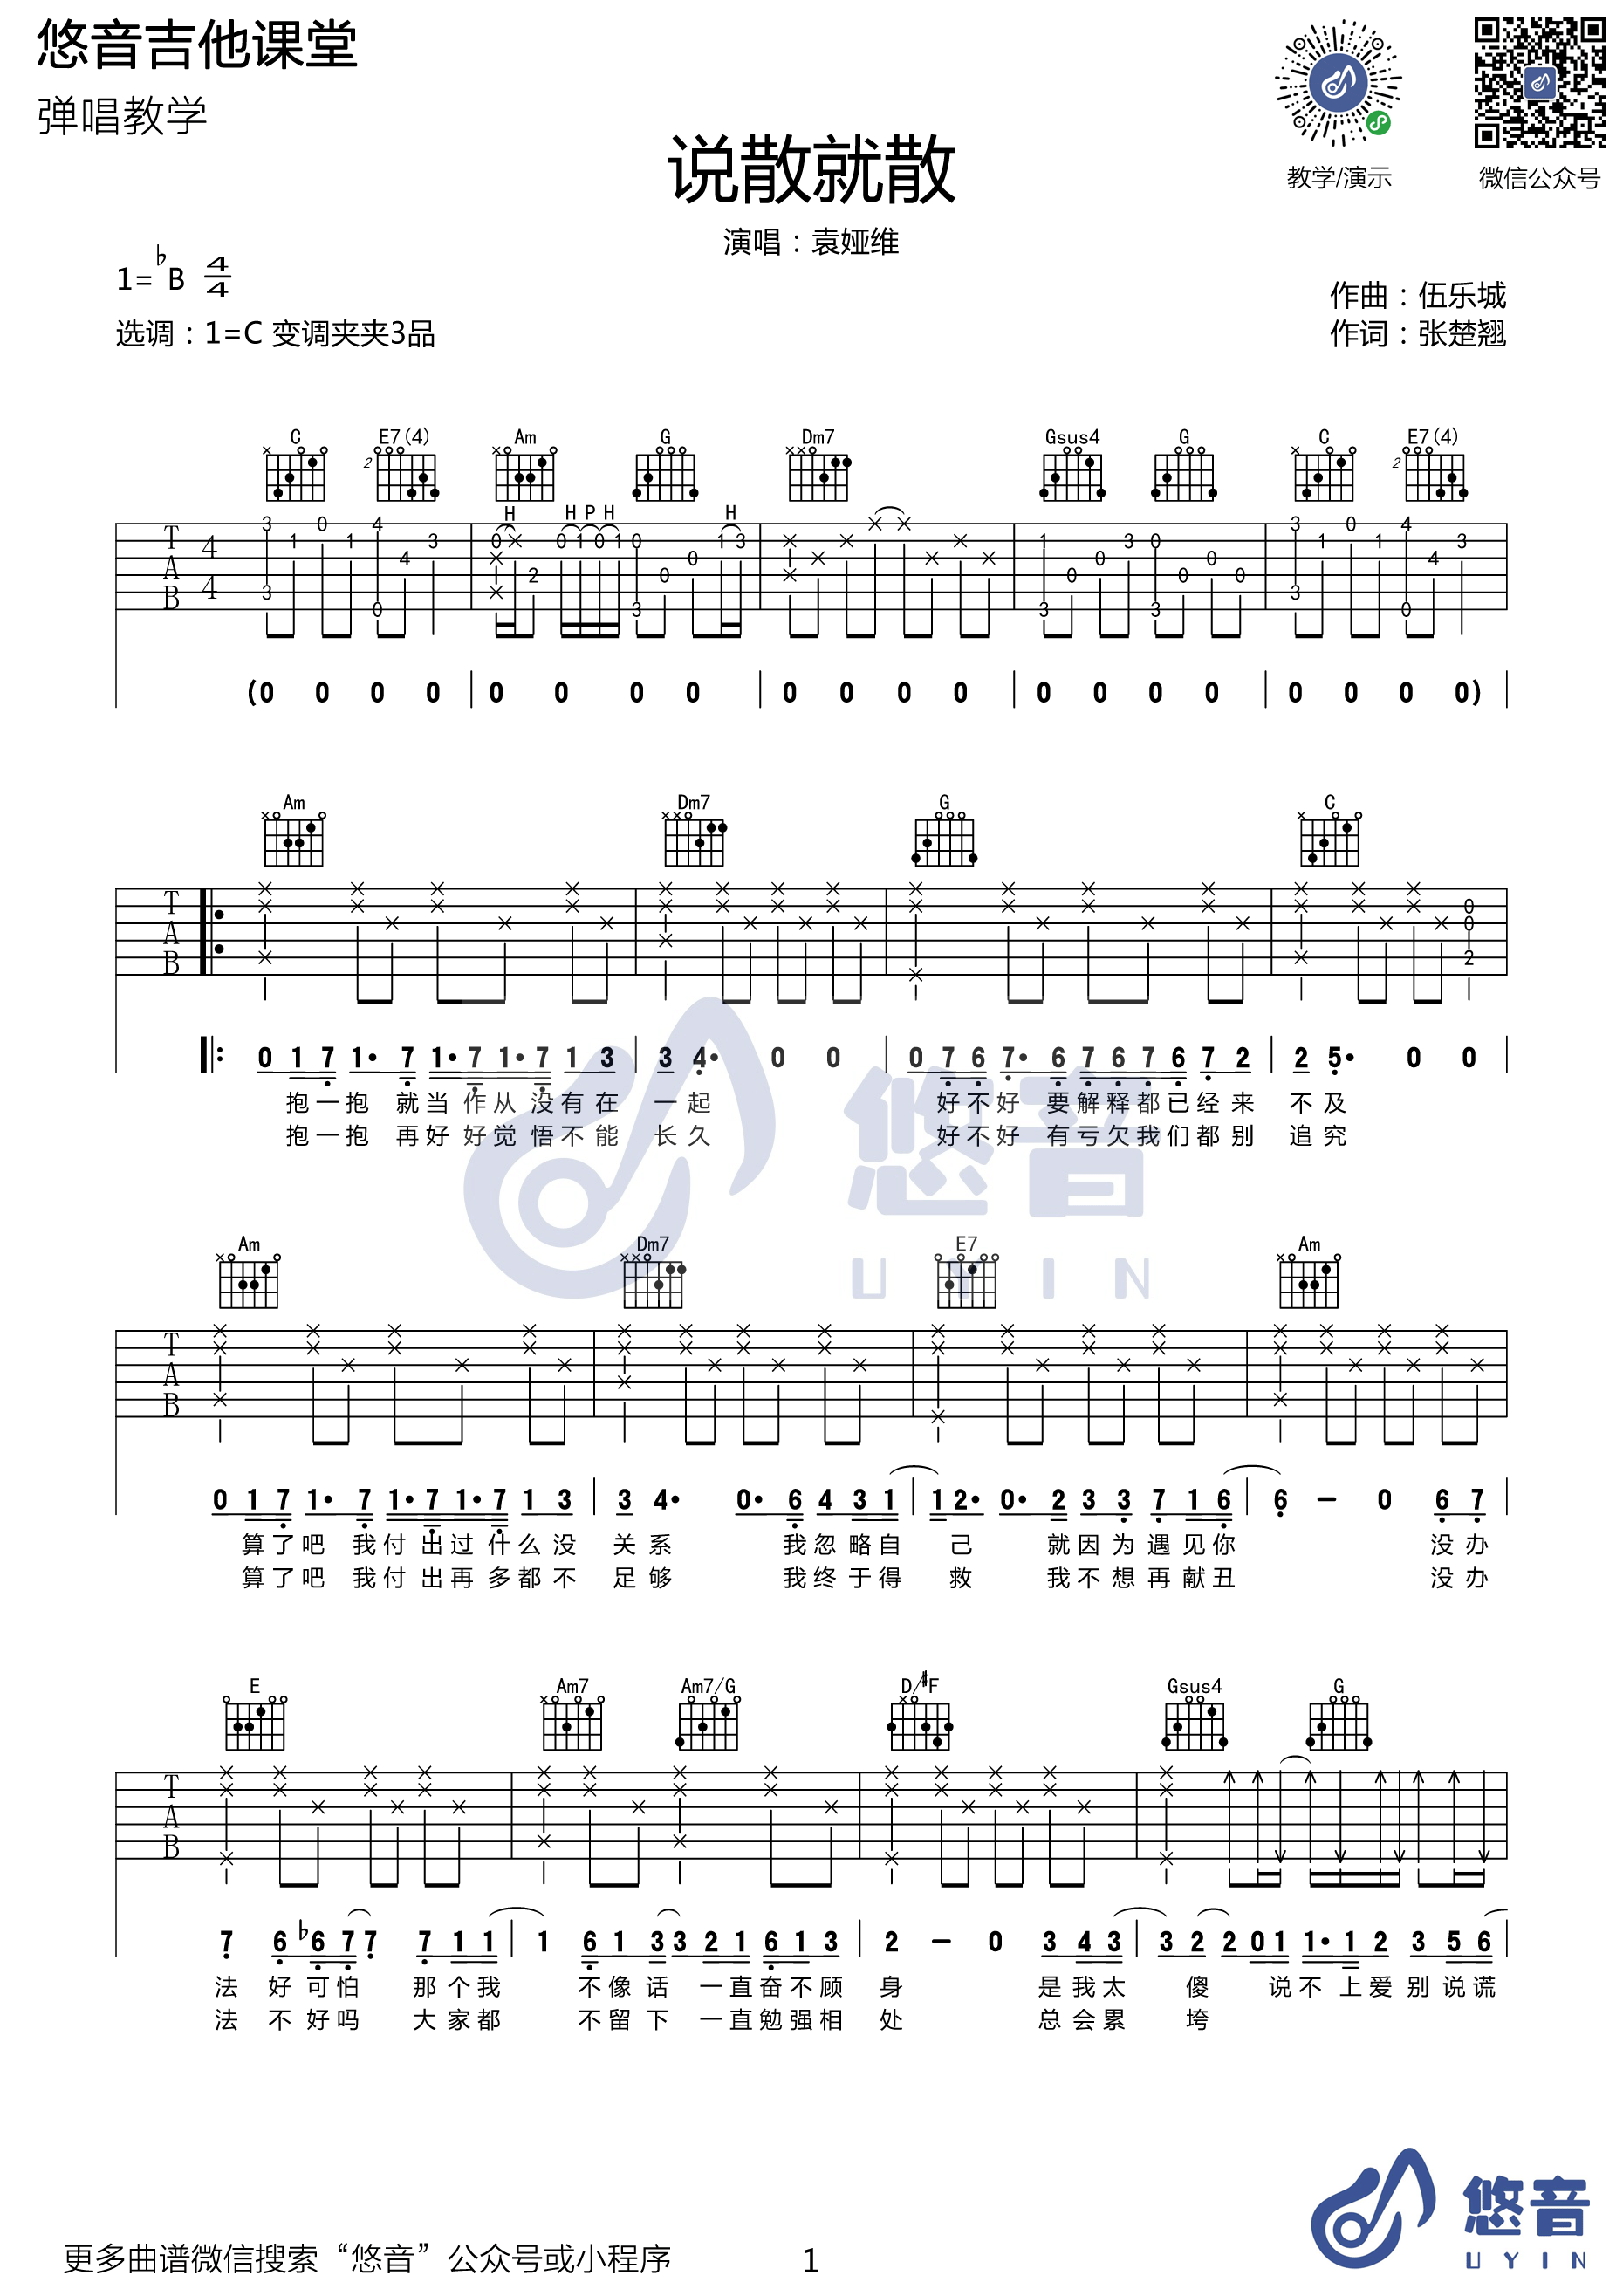 悠音吉他课堂
弹唱教学
教学/演示
微信公众号
说散就散
演唱：袁娅维
1=♭B 4/4
选调：1=C 变调夹夹3品
作曲：伍乐城
作词：张楚翘
C E7(4) Am G Dm7 Gsus4 G C E7(4)
H H P H H
T A B 4/4
(0 0 0 0 | 0 0 0 0 | 0 0 0 0 | 0 0 0 0 | 0 0 0 0)
Am Dm7 G C
T A B
0 1 7 1· 7 1· 7 1· 7 1 3 | 3 4· 0 0 | 0 7 6 7· 6 7 6 7 6 7 2 | 2 5· 0 0
抱一抱 就当作从没有在 一起 好不好 要解释都已经来 不及
抱一抱 再好好觉悟不能 长久 好不好 有亏欠我们都别 追究
悠音
UYIN
Am Dm7 E7 Am
T A B
0 1 7 1· 7 1· 7 1· 7 1 3 | 3 4· 0· 6 4 3 1 | 1 2· 0· 2 3 3 7 1 6 | 6 – 0 6 7
算了吧 我付出过什么没 关系 我忽略自 己 就因为遇见你 没办
算了吧 我付出再多都不 足够 我终于得 救 我不想再献丑 没办
E Am7 Am7/G D/#F Gsus4 G
T A B
7 6 ♭6 7 7 7 1 1 | 1 6 1 3 3 2 1 6 1 3 | 2 – 0 3 4 3 | 3 2 2 0 1 1· 1 2 3 5 6
法 好可怕 那个我 不像话 一直奋不顾 身 是我太 傻 说不上爱别说谎
法 不好吗 大家都 不留下 一直勉强相 处 总会累 垮
更多曲谱微信搜索“悠音”公众号或小程序
1
悠音
UYIN